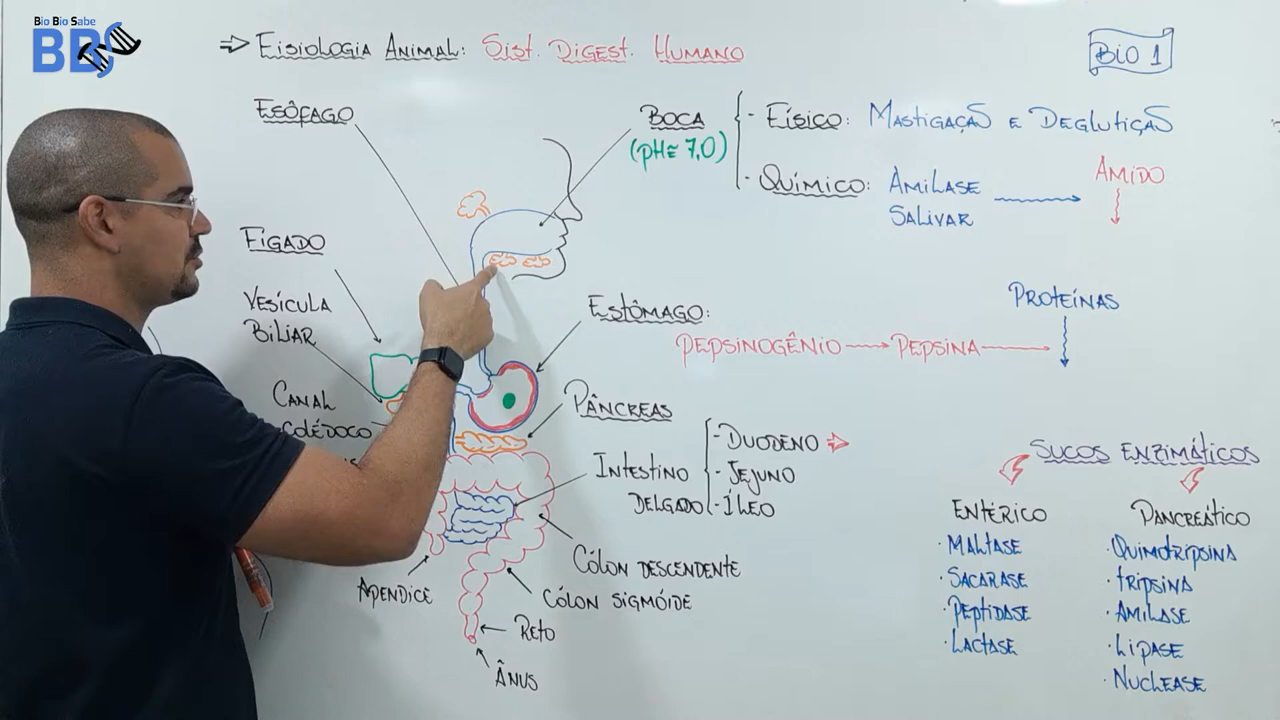 Bio Bio Sabe
BBS
⇒ Fisiologia Animal: Sist. Digest. Humano
BIO 1
Esôfago
Boca
(pH≅ 7,0)
- Físico: Mastigação e Deglutição
- Químico: Amilase
Salivar
Amido
Fígado
Vesícula
Biliar
Canal
Colédoco
Estômago:
Pepsinogênio → Pepsina →
Proteínas
Pâncreas
Intestino
Delgado
- Duodeno ⇒
- Jejuno
- Íleo
Cólon descendente
Cólon sigmóide
Apendice
Reto
Ânus
Sucos Enzimáticos
Entérico
· Maltase
· Sacarase
· Peptidase
· Lactase
Pancreático
· Quimotripsina
· Tripsina
· Amilase
· Lipase
· Nuclease